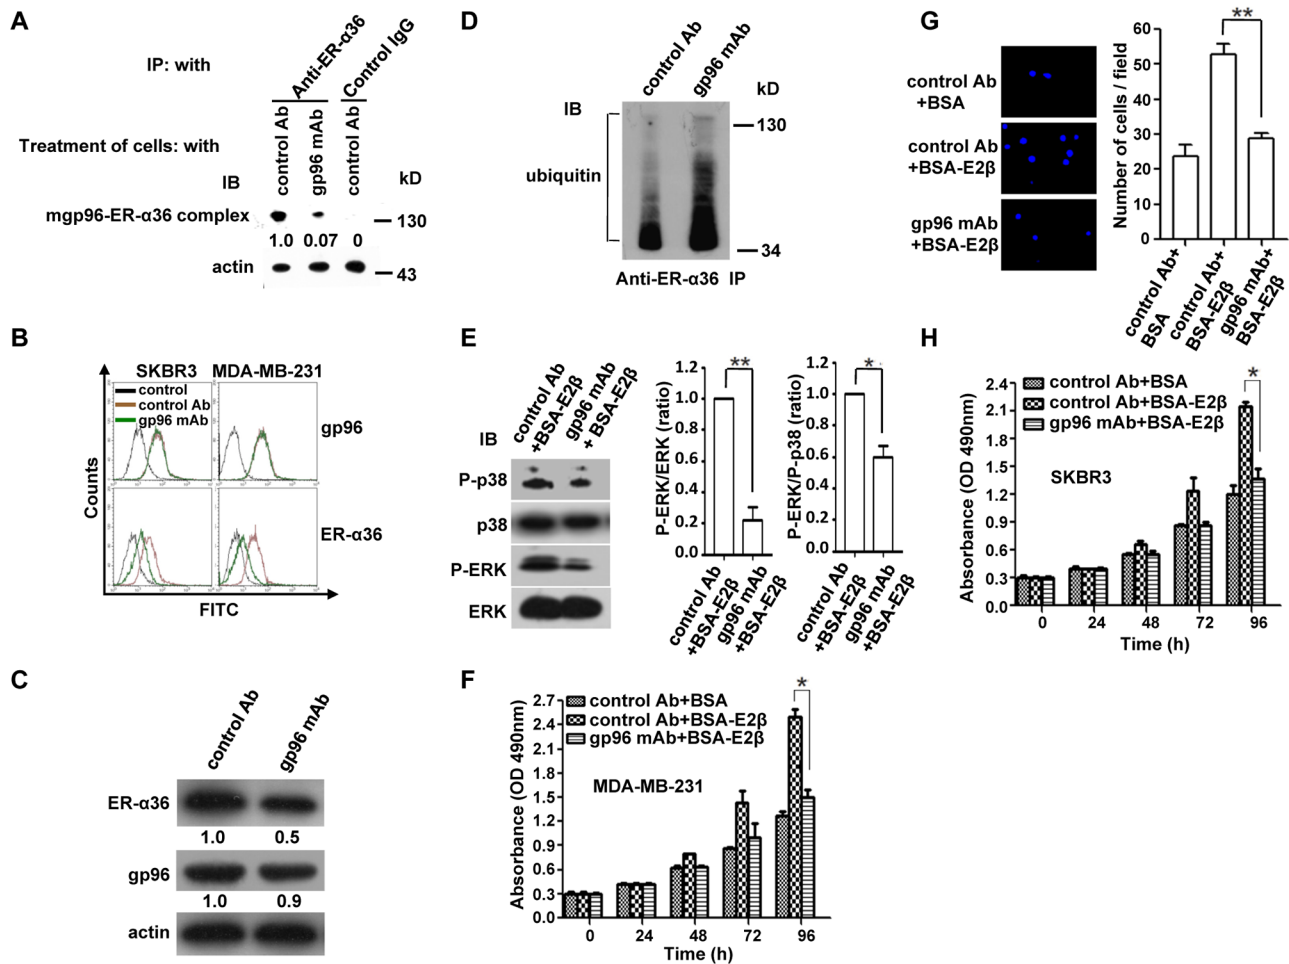 A
IP: with
Anti-ER-α36
Control IgG
Treatment of cells: with
control Ab
gp96 mAb
control Ab
IB
kD
mgp96-ER-α36 complex
130
1.0 0.07 0
actin
43
B
SKBR3 MDA-MB-231
control
control Ab
gp96 mAb
gp96
ER-α36
Counts
FITC
C
control Ab
gp96 mAb
ER-α36
1.0 0.5
gp96
1.0 0.9
actin
D
control Ab
gp96 mAb
IB
kD
130
ubiquitin
34
Anti-ER-α36 IP
E
control Ab
+BSA-E2β
gp96 mAb
+ BSA-E2β
IB
P-p38
p38
P-ERK
ERK
P-ERK/ERK (ratio)
1.2
1.0
0.8
0.6
0.4
0.2
0.0
**
control Ab
+BSA-E2β
gp96 mAb
+BSA-E2β
P-ERK/P-p38 (ratio)
1.2
1.0
0.8
0.6
0.4
0.2
0.0
*
control Ab
+BSA-E2β
gp96 mAb
+BSA-E2β
F
control Ab+BSA
control Ab+BSA-E2β
gp96 mAb+BSA-E2β
MDA-MB-231
*
Absorbance (OD 490nm)
2.7
2.4
2.1
1.8
1.5
1.2
0.9
0.6
0.3
0.0
0 24 48 72 96
Time (h)
G
control Ab
+BSA
control Ab
+BSA-E2β
gp96 mAb
+BSA-E2β
Number of cells / field
60
50
40
30
20
10
0
**
control Ab+
BSA
control Ab+
BSA-E2β
gp96 mAb+
BSA-E2β
H
control Ab+BSA
control Ab+BSA-E2β
gp96 mAb+BSA-E2β
SKBR3
*
Absorbance (OD 490nm)
2.4
2.1
1.8
1.5
1.2
0.9
0.6
0.3
0.0
0 24 48 72 96
Time (h)